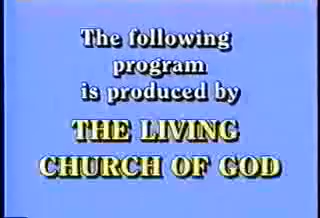 The following
program
is produced by
THE LIVING
CHURCH OF GOD